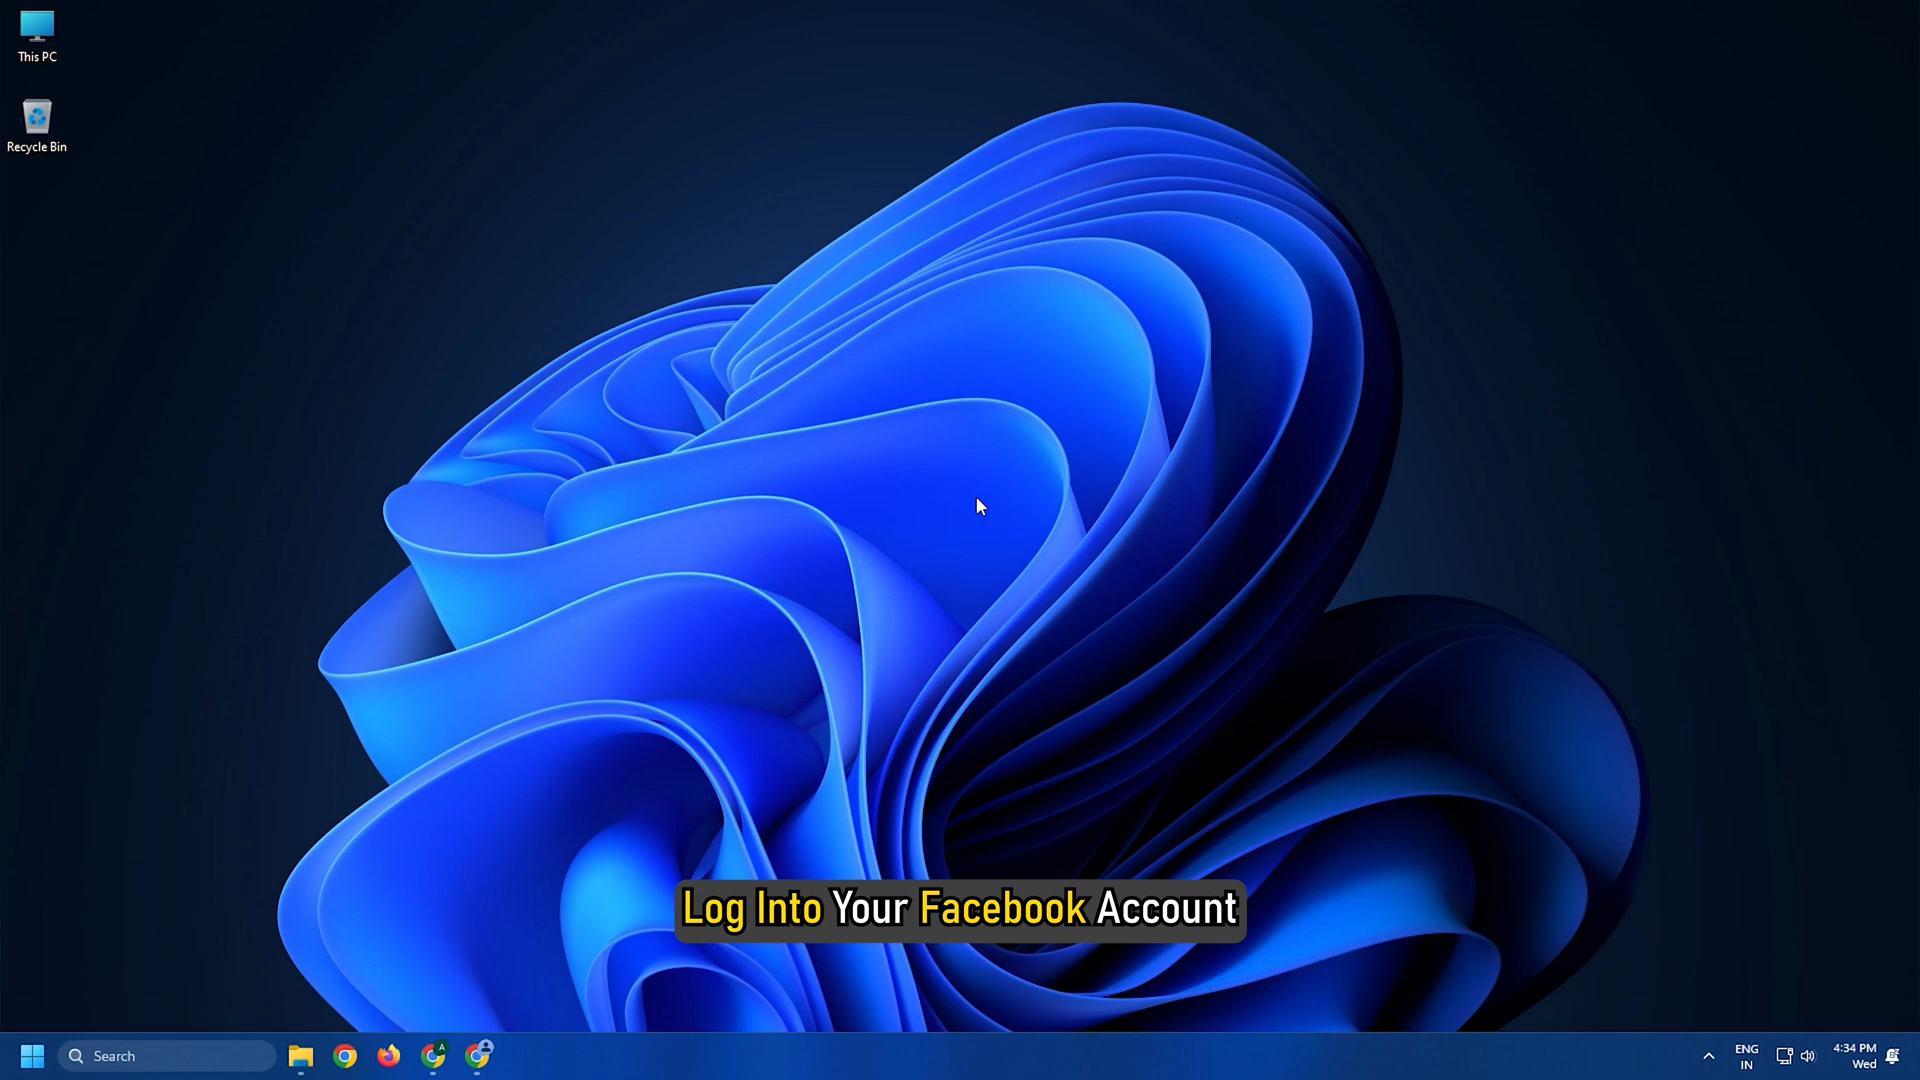 This PC
Recycle Bin
Log Into Your Facebook Account
Search
A
ENG
IN
4:34 PM
Wed